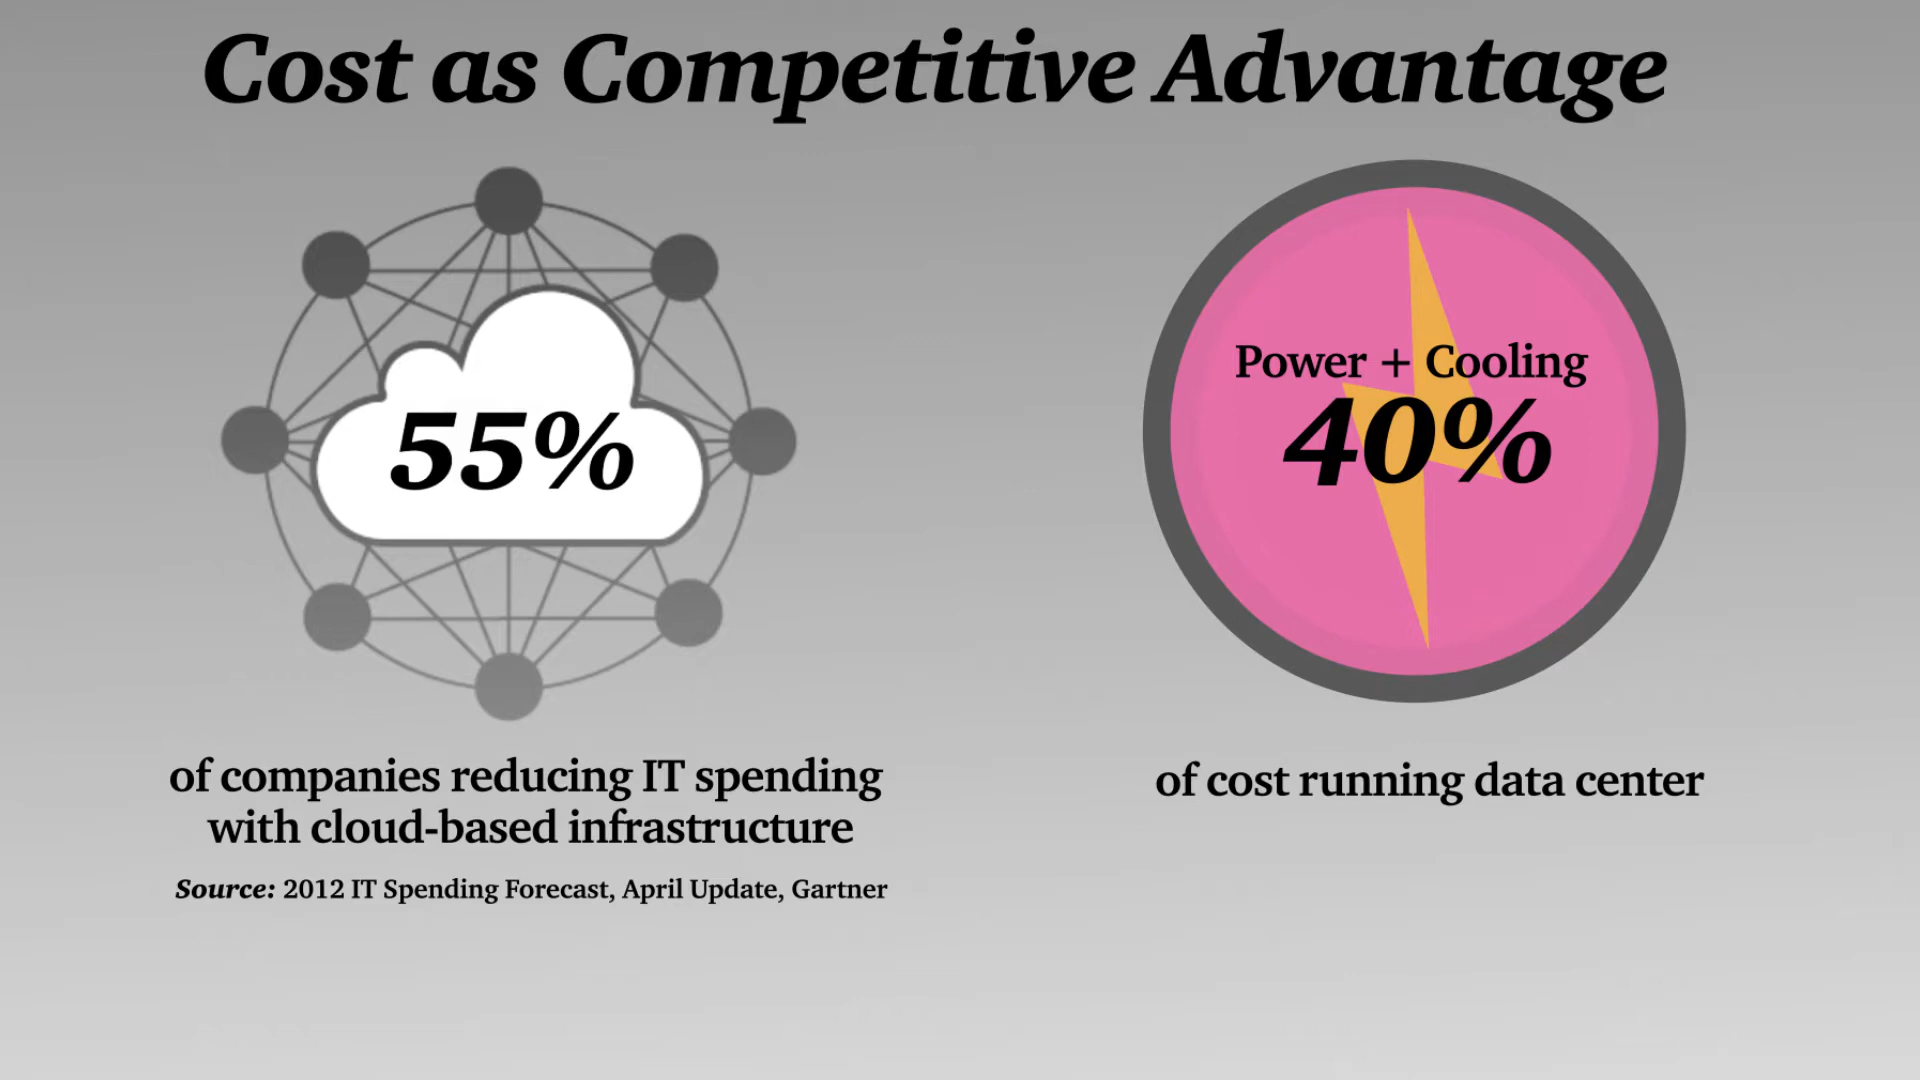 Cost as Competitive Advantage
55%
of companies reducing IT spending
with cloud-based infrastructure
Source: 2012 IT Spending Forecast, April Update, Gartner
Power + Cooling
40%
of cost running data center